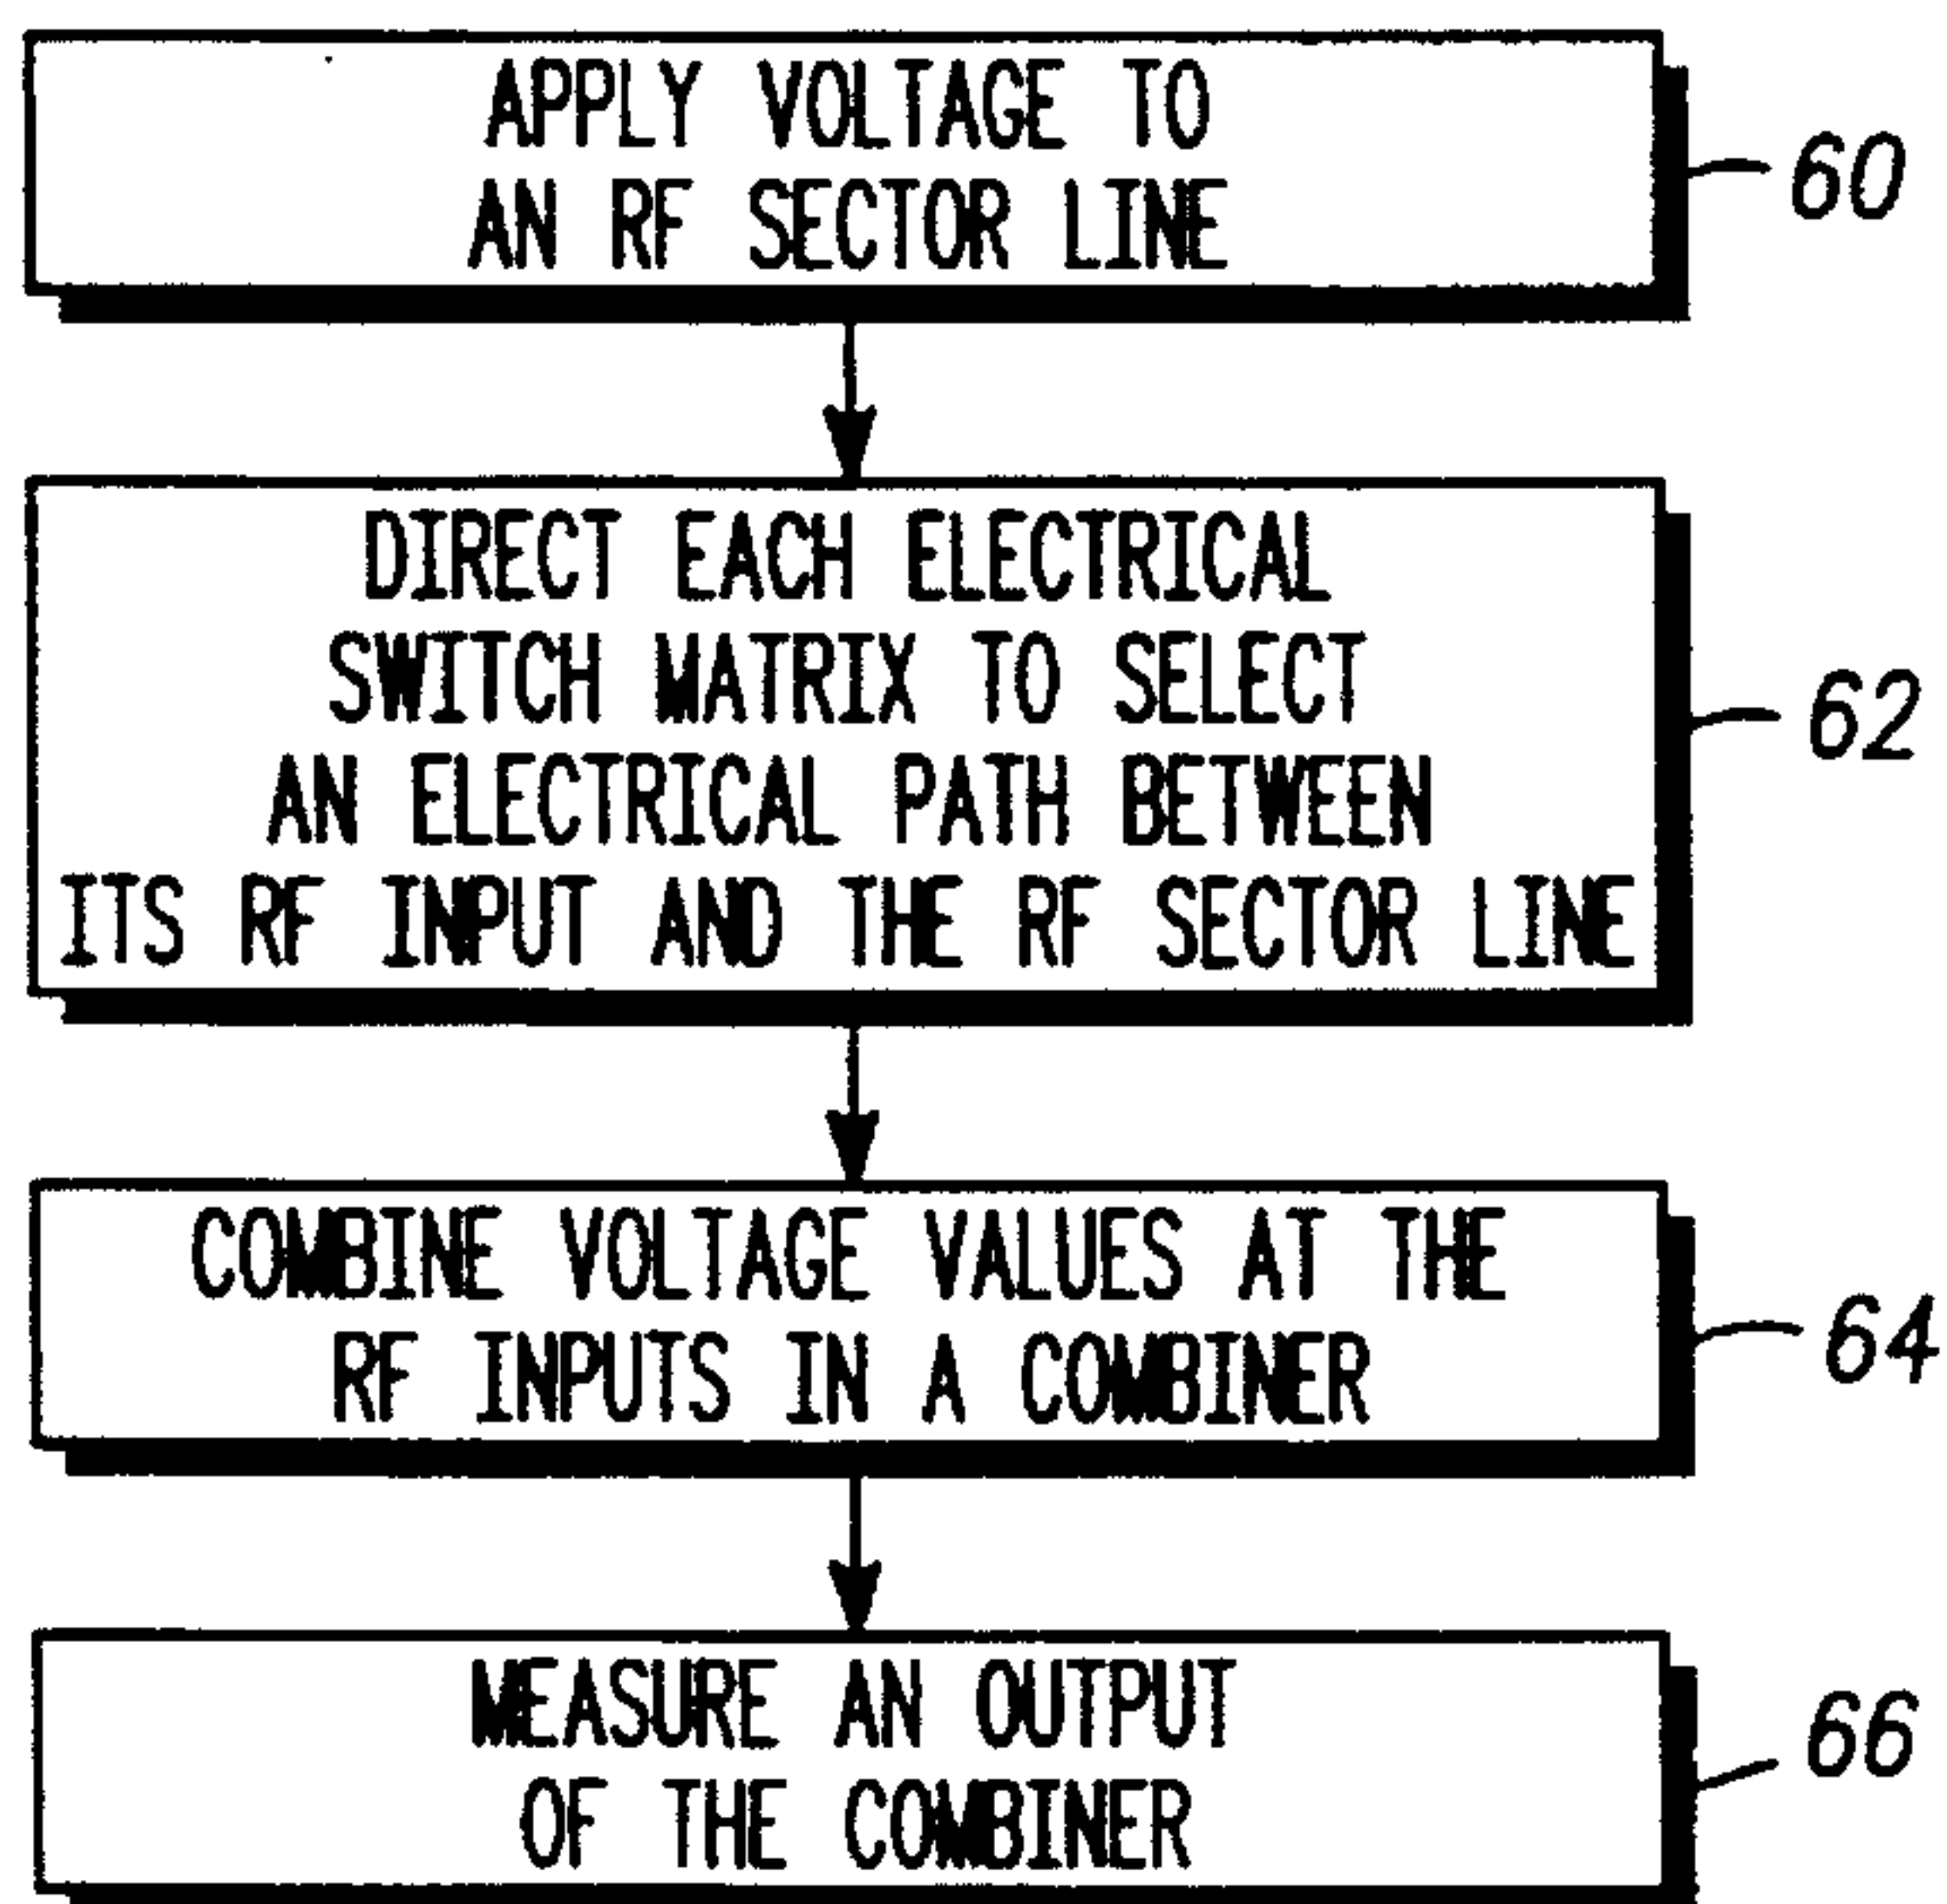 APPLY VOLTAGE TO
AN RF SECTOR LINE
60
DIRECT EACH ELECTRICAL
SWITCH MATRIX TO SELECT
AN ELECTRICAL PATH BETWEEN
ITS RF INPUT AND THE RF SECTOR LINE
62
COMBINE VOLTAGE VALUES AT THE
RF INPUTS IN A COMBINER
64
MEASURE AN OUTPUT
OF THE COMBINER
66